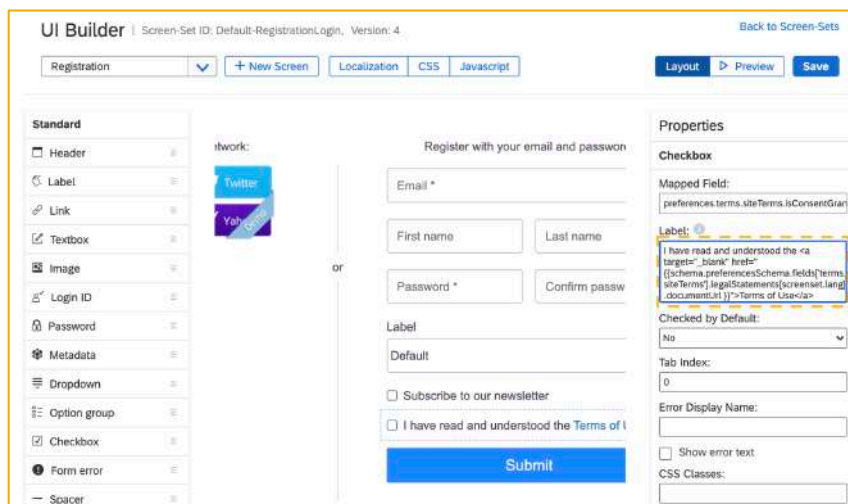 UI Builder | Screen-Set ID: Default-RegistrationLogin, Version: 4
Back to Screen-Sets
Registration
+ New Screen
Localization CSS Javascript
Layout Preview Save
Standard
Header
Label
Link
Textbox
Image
Login ID
Password
Metadata
Dropdown
Option group
Checkbox
Form error
Spacer
itwork:
Twitter
Yah
Demo
or
Register with your email and passwor
Email *
First name Last name
Password * Confirm passw
Label
Default
Subscribe to our newsletter
I have read and understood the Terms of U
Submit
Properties
Checkbox
Mapped Field:
preferences.terms.siteTerms.isConsentGran
Label:
I have read and understood the <a
target="_blank" href="
{{schema.preferencesSchema.fields['terms.
siteTerms'].legalStatements[screenset.lang]
.documentUrl }}">Terms of Use</a>
Checked by Default:
No
Tab Index:
0
Error Display Name:
Show error text
CSS Classes: